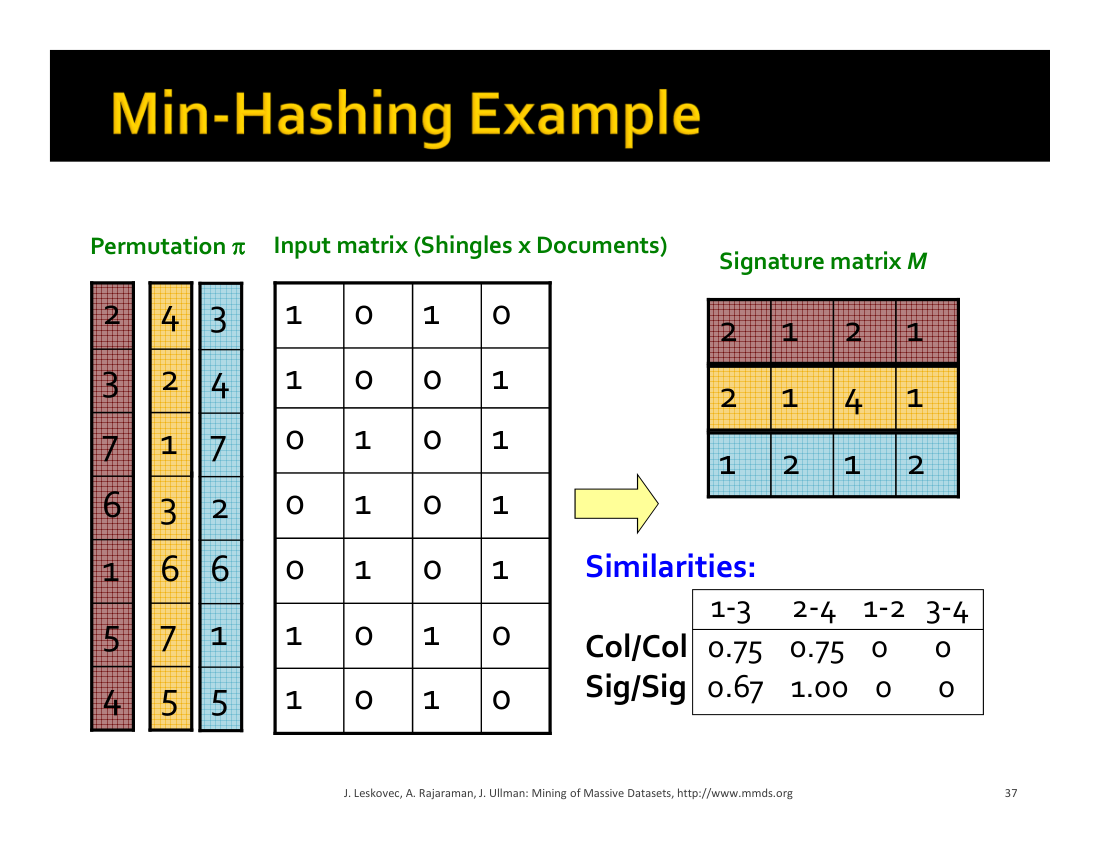 Min-Hashing Example
Permutation π Input matrix (Shingles x Documents)
Signature matrix M
2 4 3 1 0 1 0
3 2 4 1 0 0 1
7 1 7 0 1 0 1
6 3 2 0 1 0 1
1 6 6 0 1 0 1
5 7 1 1 0 1 0
4 5 5 1 0 1 0
2 1 2 1
2 1 4 1
1 2 1 2
Similarities:
1-3 2-4 1-2 3-4
Col/Col 0.75 0.75 0 0
Sig/Sig 0.67 1.00 0 0
J. Leskovec, A. Rajaraman, J. Ullman: Mining of Massive Datasets, http://www.mmds.org 37